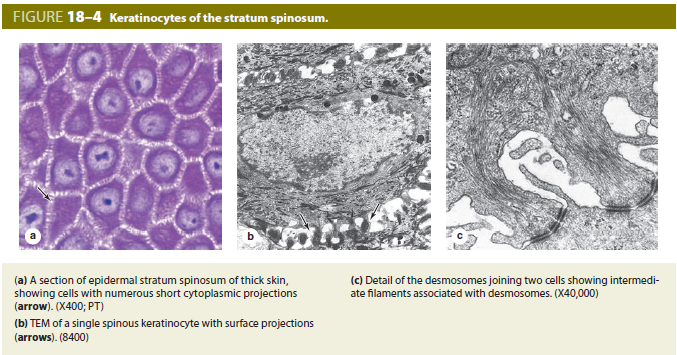 FIGURE 18–4 Keratinocytes of the stratum spinosum.
a
b
c
(a) A section of epidermal stratum spinosum of thick skin,
showing cells with numerous short cytoplasmic projections
(arrow). (X400; PT)
(b) TEM of a single spinous keratinocyte with surface projections
(arrows). (8400)
(c) Detail of the desmosomes joining two cells showing intermedi-
ate filaments associated with desmosomes. (X40,000)